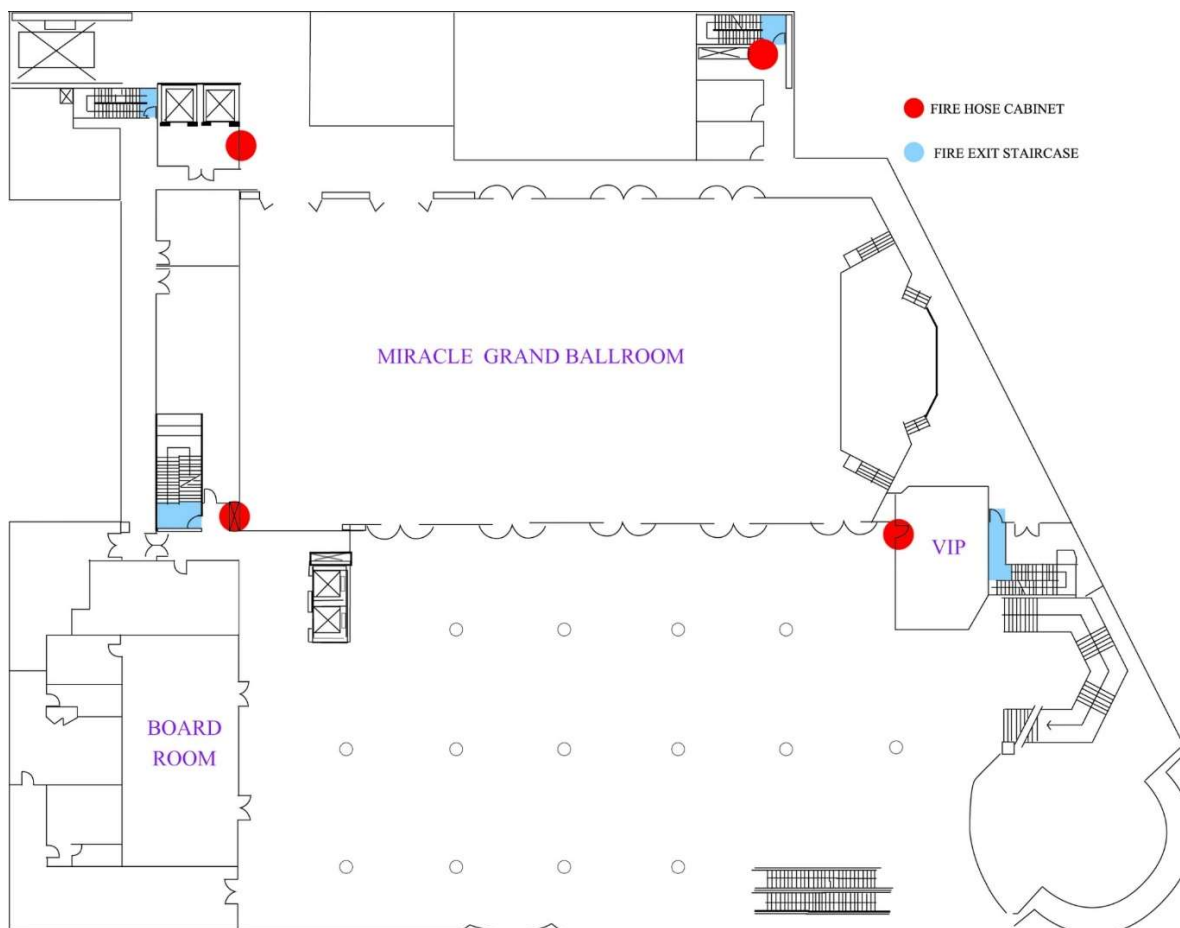 FIRE HOSE CABINET
FIRE EXIT STAIRCASE
MIRACLE GRAND BALLROOM
VIP
BOARD
ROOM